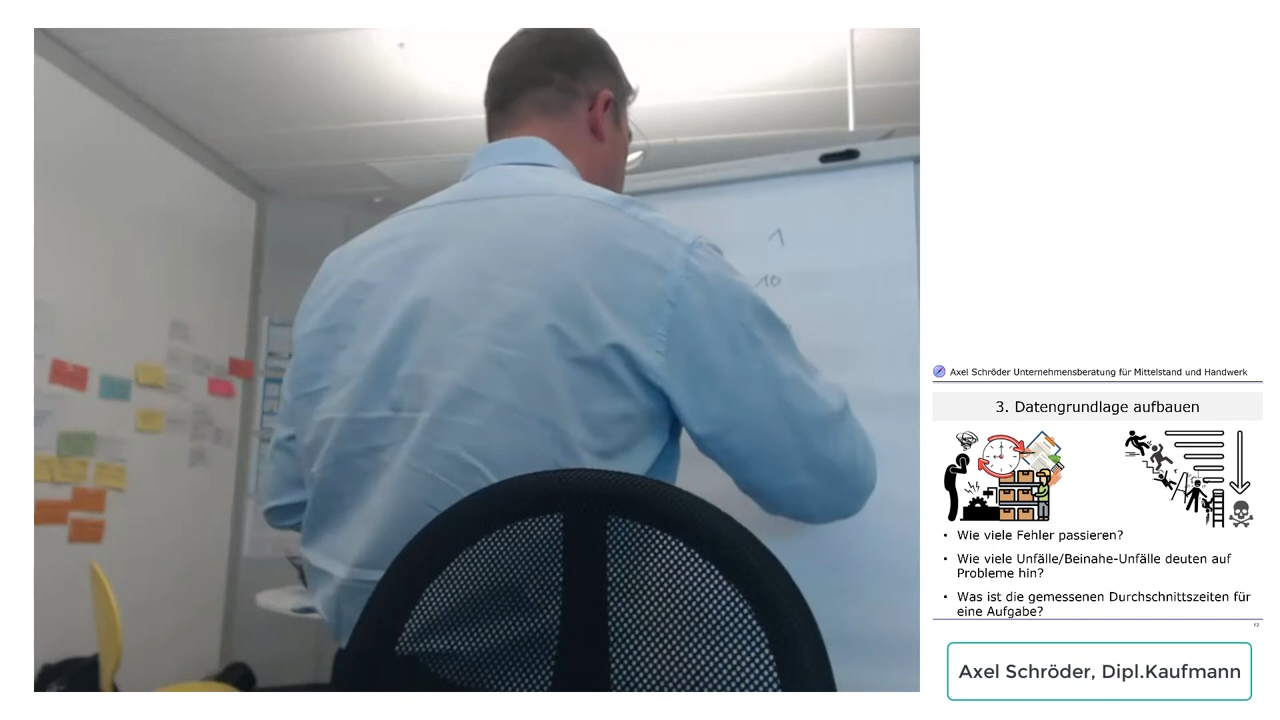 1
10
Axel Schröder Unternehmensberatung für Mittelstand und Handwerk
3. Datengrundlage aufbauen
• Wie viele Fehler passieren?
• Wie viele Unfälle/Beinahe-Unfälle deuten auf
Probleme hin?
• Was ist die gemessenen Durchschnittszeiten für
eine Aufgabe?
Axel Schröder, Dipl.Kaufmann